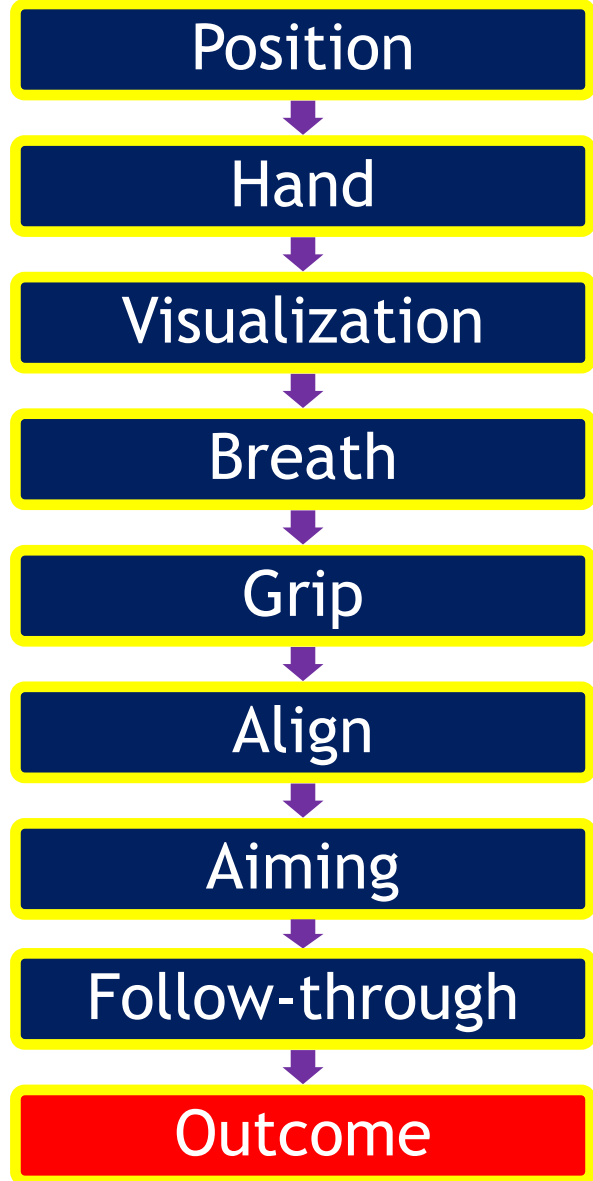 Position
Hand
Visualization
Breath
Grip
Align
Aiming
Follow-through
Outcome